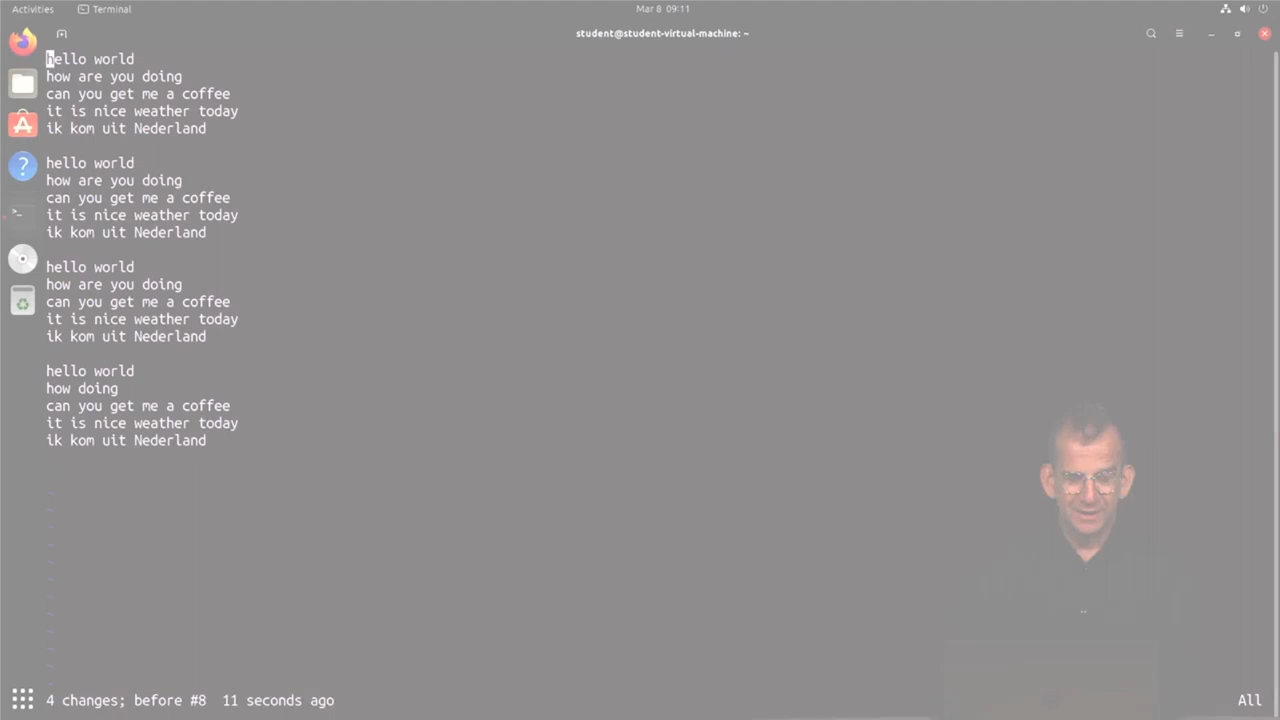 Activities
Terminal
Mar 8 09:11
student@student-virtual-machine: ~
hello world
how are you doing
can you get me a coffee
it is nice weather today
ik kom uit Nederland
hello world
how are you doing
can you get me a coffee
it is nice weather today
ik kom uit Nederland
hello world
how are you doing
can you get me a coffee
it is nice weather today
ik kom uit Nederland
hello world
how doing
can you get me a coffee
it is nice weather today
ik kom uit Nederland
~
~
~
~
~
~
~
~
~
~
~
~
4 changes; before #8 11 seconds ago
All